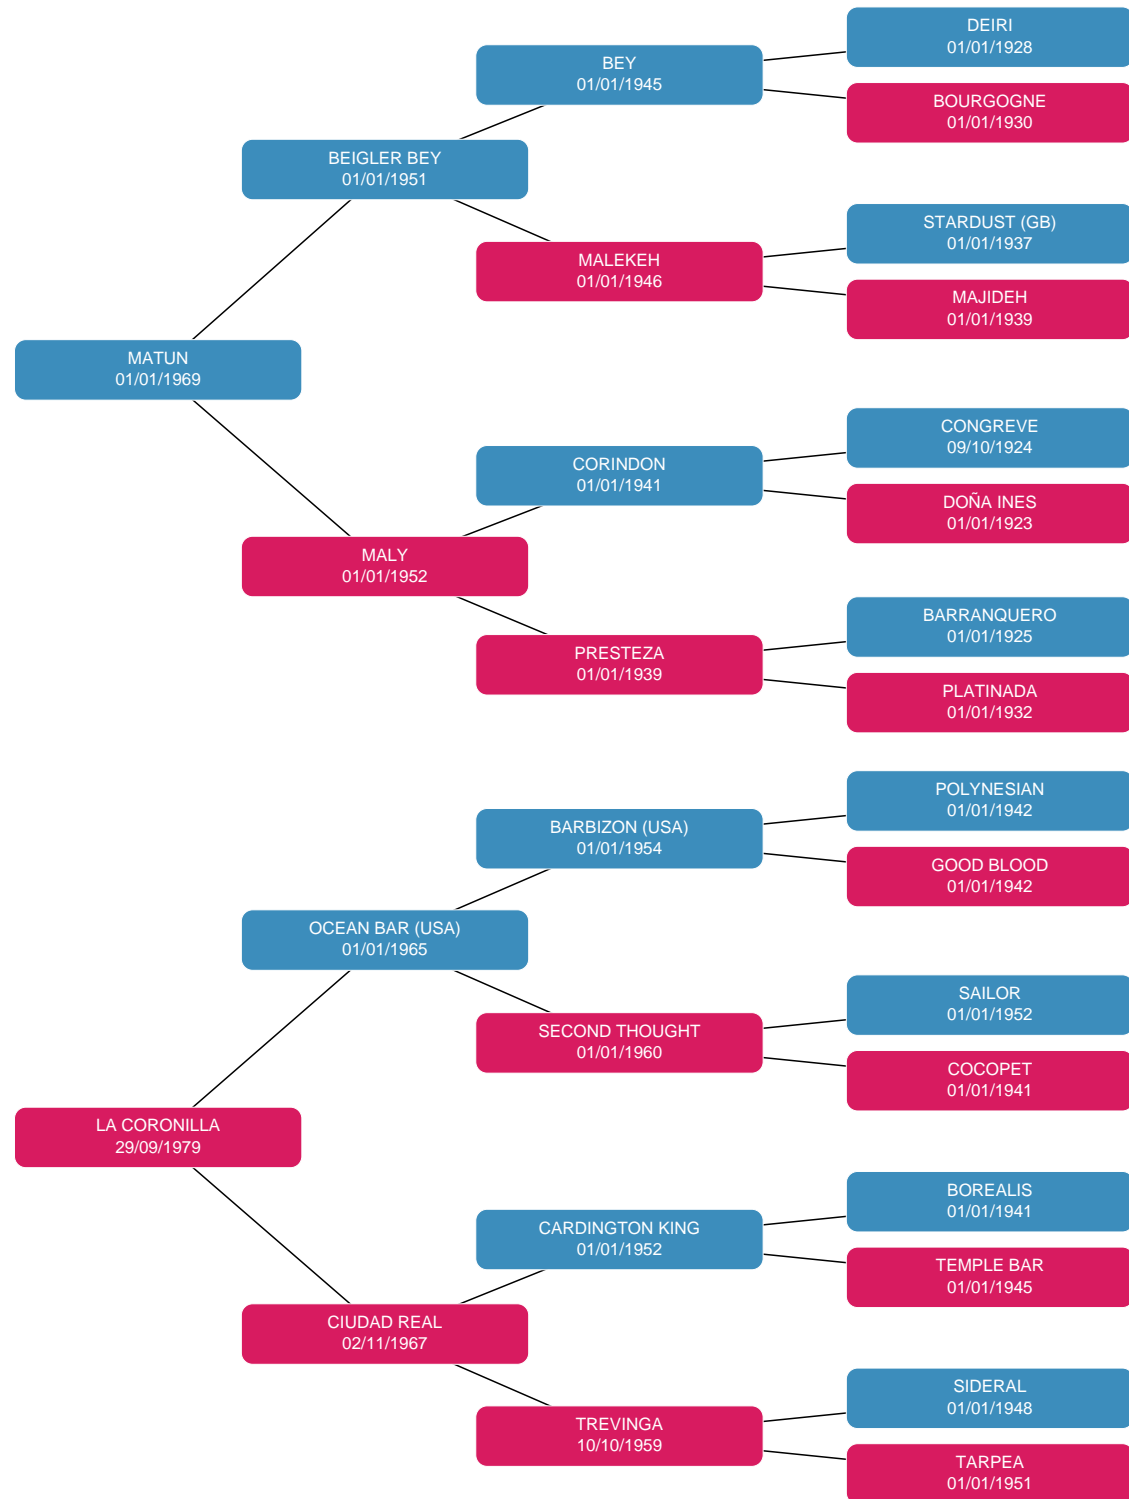 DEIRI
01/01/1928
BEY
01/01/1945
BOURGOGNE
01/01/1930
BEIGLER BEY
01/01/1951
STARDUST (GB)
01/01/1937
MALEKEH
01/01/1946
MAJIDEH
01/01/1939
MATUN
01/01/1969
CONGREVE
09/10/1924
CORINDON
01/01/1941
DOÑA INES
01/01/1923
MALY
01/01/1952
BARRANQUERO
01/01/1925
PRESTEZA
01/01/1939
PLATINADA
01/01/1932
POLYNESIAN
01/01/1942
BARBIZON (USA)
01/01/1954
GOOD BLOOD
01/01/1942
OCEAN BAR (USA)
01/01/1965
SAILOR
01/01/1952
SECOND THOUGHT
01/01/1960
COCOPET
01/01/1941
LA CORONILLA
29/09/1979
BOREALIS
01/01/1941
CARDINGTON KING
01/01/1952
TEMPLE BAR
01/01/1945
CIUDAD REAL
02/11/1967
SIDERAL
01/01/1948
TREVINGA
10/10/1959
TARPEA
01/01/1951